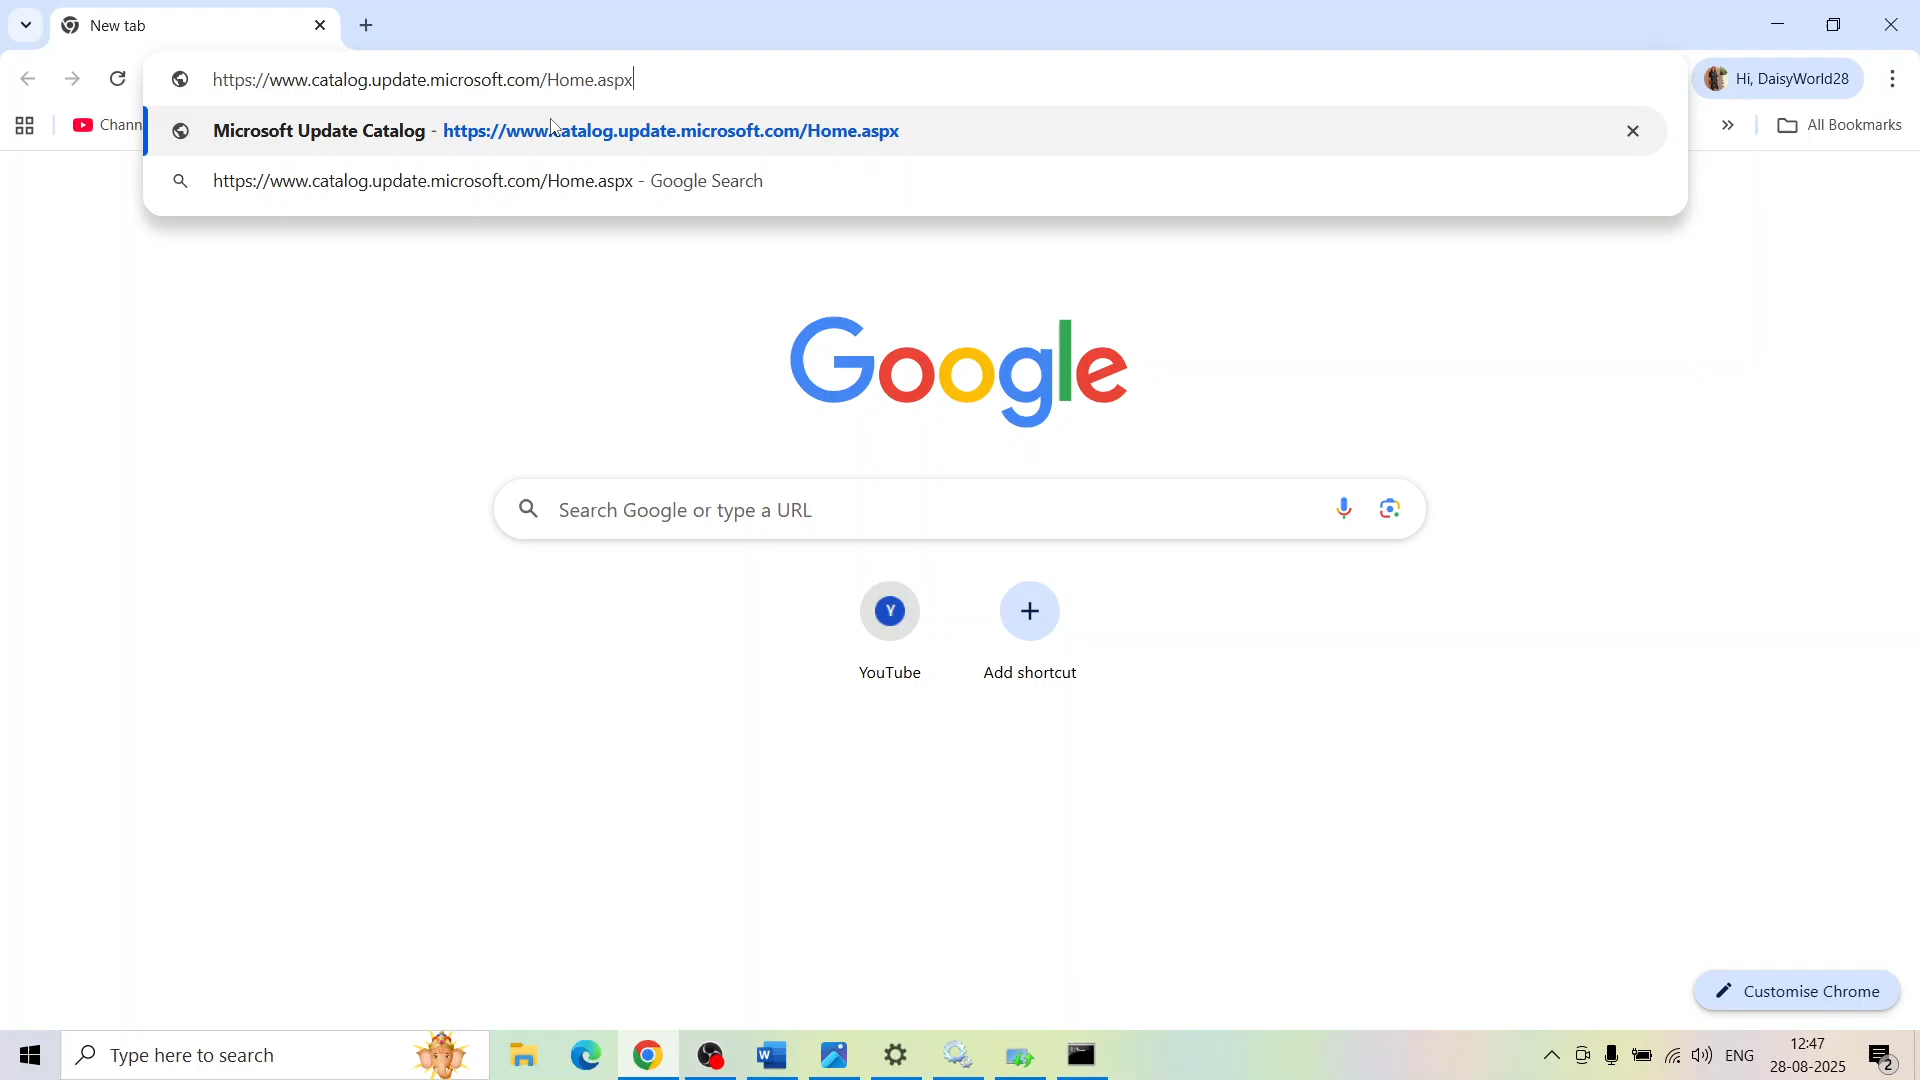 New tab
https://www.catalog.update.microsoft.com/Home.aspx
Hi, DaisyWorld28
Chann
Microsoft Update Catalog - https://www.catalog.update.microsoft.com/Home.aspx
All Bookmarks
https://www.catalog.update.microsoft.com/Home.aspx - Google Search
Google
Search Google or type a URL
Y
YouTube
Add shortcut
Customise Chrome
Type here to search
W
ENG
12:47
28-08-2025
2